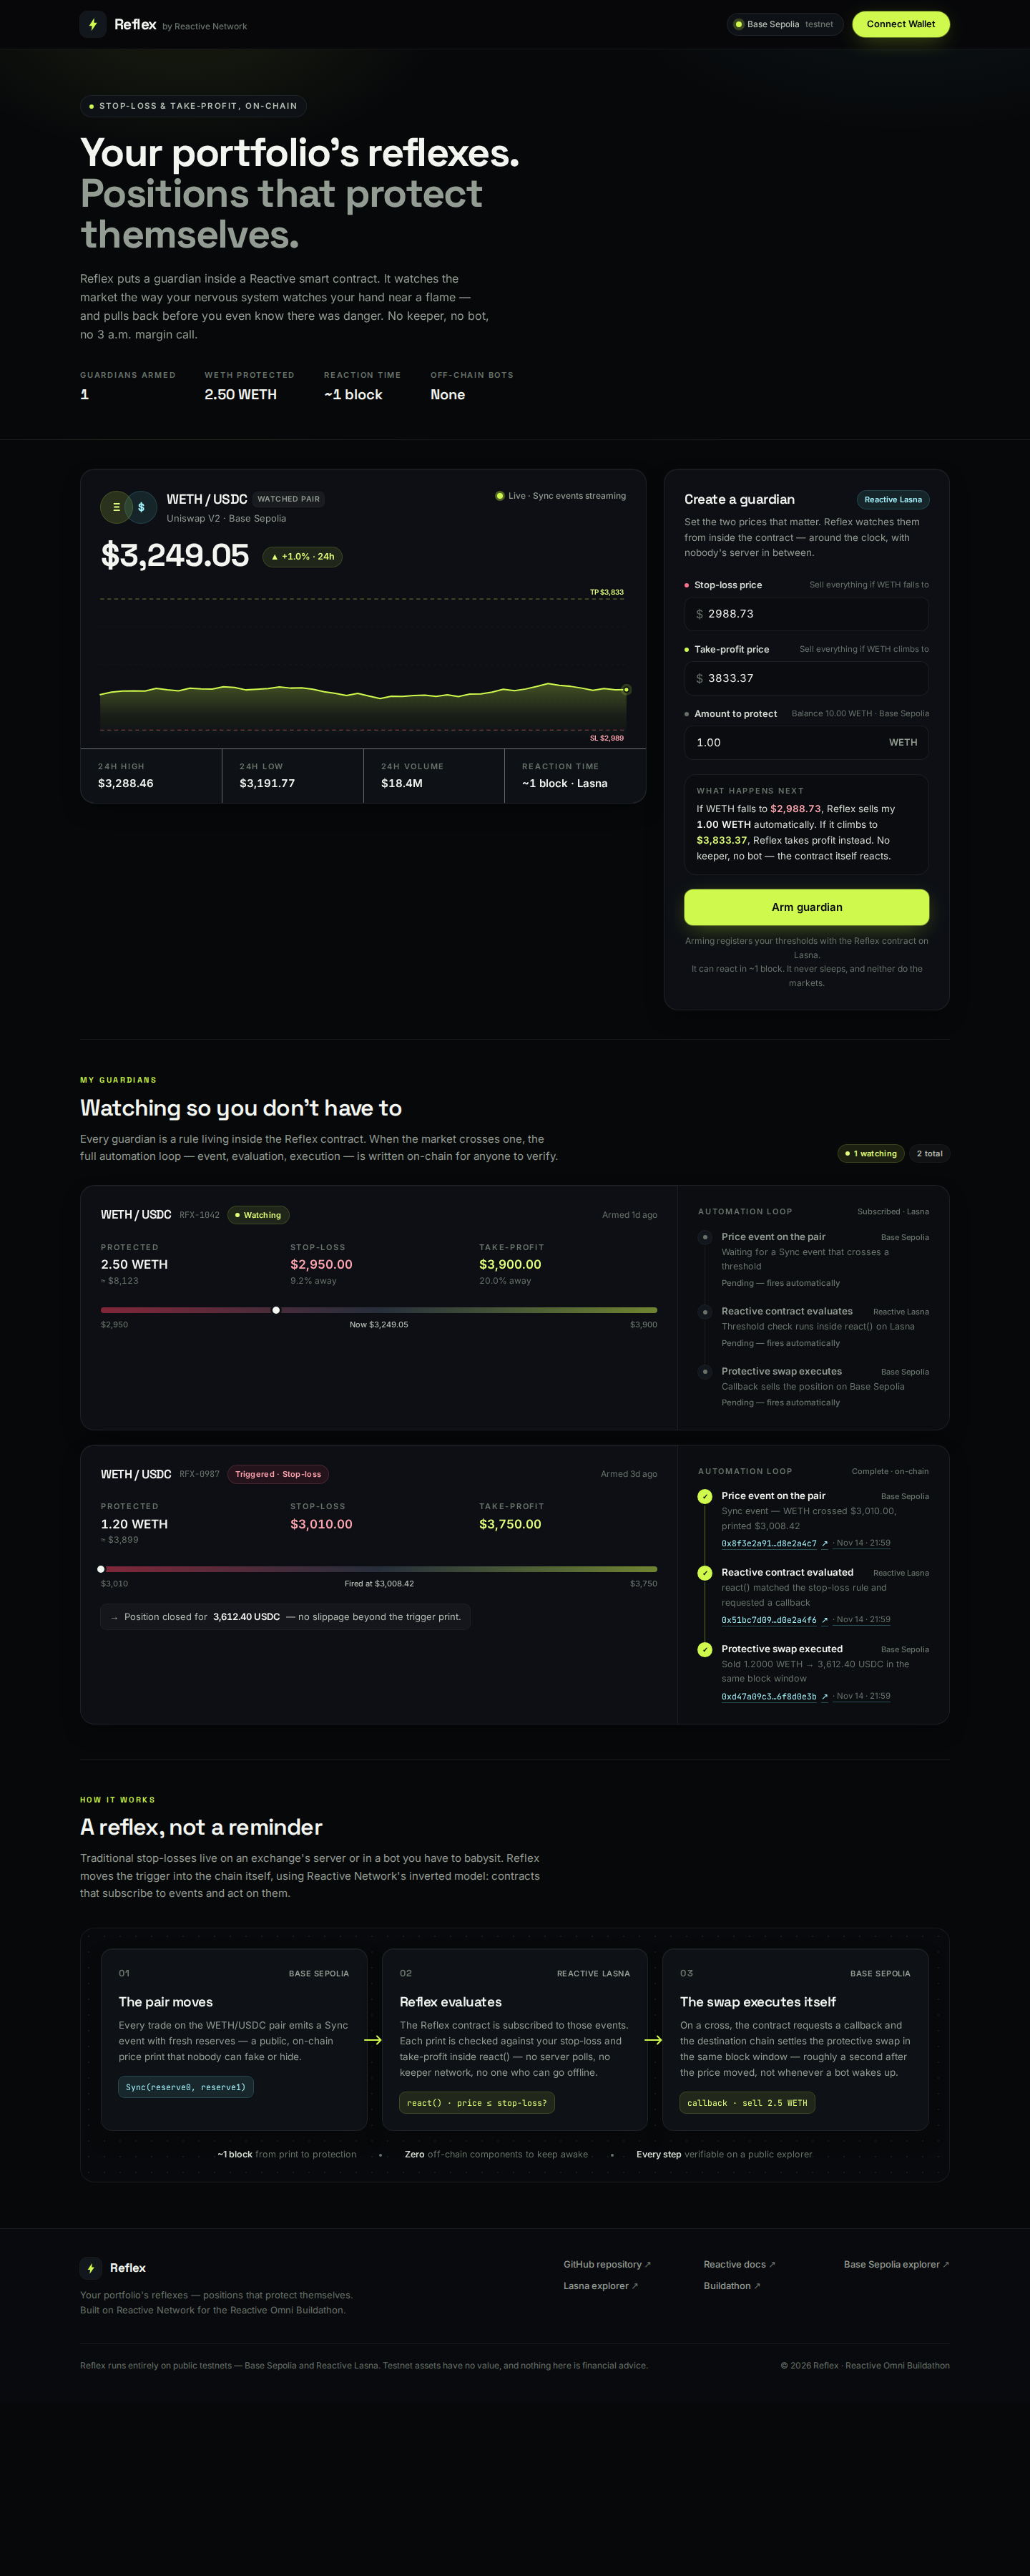 Reflex by Reactive Network
Base Sepolia testnet
Connect Wallet
STOP-LOSS & TAKE-PROFIT, ON-CHAIN
Your portfolio's reflexes.
Positions that protect
themselves.
Reflex puts a guardian inside a Reactive smart contract. It watches the
market the way your nervous system watches your hand near a flame —
and pulls back before you even know there was danger. No keeper, no bot,
no 3 a.m. margin call.
GUARDIANS ARMED
1
WETH PROTECTED
2.50 WETH
REACTION TIME
~1 block
OFF-CHAIN BOTS
None
Ξ $
WETH / USDC WATCHED PAIR
Uniswap V2 · Base Sepolia
Live · Sync events streaming
$3,249.05
▲ +1.0% · 24h
TP $3,833
SL $2,989
24H HIGH
$3,288.46
24H LOW
$3,191.77
24H VOLUME
$18.4M
REACTION TIME
~1 block · Lasna
Create a guardian
Reactive Lasna
Set the two prices that matter. Reflex watches them
from inside the contract — around the clock, with
nobody's server in between.
Stop-loss price
Sell everything if WETH falls to
$ 2988.73
Take-profit price
Sell everything if WETH climbs to
$ 3833.37
Amount to protect
Balance 10.00 WETH · Base Sepolia
1.00 WETH
WHAT HAPPENS NEXT
If WETH falls to $2,988.73, Reflex sells my
1.00 WETH automatically. If it climbs to
$3,833.37, Reflex takes profit instead. No
keeper, no bot — the contract itself reacts.
Arm guardian
Arming registers your thresholds with the Reflex contract on
Lasna.
It can react in ~1 block. It never sleeps, and neither do the
markets.
MY GUARDIANS
Watching so you don't have to
Every guardian is a rule living inside the Reflex contract. When the market crosses one, the
full automation loop — event, evaluation, execution — is written on-chain for anyone to verify.
1 watching
2 total
WETH / USDC RFX-1042 Watching
Armed 1d ago
PROTECTED
2.50 WETH
≈ $8,123
STOP-LOSS
$2,950.00
9.2% away
TAKE-PROFIT
$3,900.00
20.0% away
$2,950
Now $3,249.05
$3,900
AUTOMATION LOOP
Subscribed · Lasna
Price event on the pair
Base Sepolia
Waiting for a Sync event that crosses a
threshold
Pending — fires automatically
Reactive contract evaluates
Reactive Lasna
Threshold check runs inside react() on Lasna
Pending — fires automatically
Protective swap executes
Base Sepolia
Callback sells the position on Base Sepolia
Pending — fires automatically
WETH / USDC RFX-0987 Triggered · Stop-loss
Armed 3d ago
PROTECTED
1.20 WETH
≈ $3,899
STOP-LOSS
$3,010.00
TAKE-PROFIT
$3,750.00
$3,010
Fired at $3,008.42
$3,750
→ Position closed for 3,612.40 USDC — no slippage beyond the trigger print.
AUTOMATION LOOP
Complete · on-chain
Price event on the pair
Base Sepolia
Sync event — WETH crossed $3,010.00,
printed $3,008.42
0x8f3e2a91…d8e2a4c7 ↗ · Nov 14 · 21:59
Reactive contract evaluated
Reactive Lasna
react() matched the stop-loss rule and
requested a callback
0x51bc7d09…d0e2a4f6 ↗ · Nov 14 · 21:59
Protective swap executed
Base Sepolia
Sold 1.2000 WETH → 3,612.40 USDC in the
same block window
0xd47a09c3…6f8d0e3b ↗ · Nov 14 · 21:59
HOW IT WORKS
A reflex, not a reminder
Traditional stop-losses live on an exchange's server or in a bot you have to babysit. Reflex
moves the trigger into the chain itself, using Reactive Network's inverted model: contracts
that subscribe to events and act on them.
01 BASE SEPOLIA
The pair moves
Every trade on the WETH/USDC pair emits a Sync
event with fresh reserves — a public, on-chain
price print that nobody can fake or hide.
Sync(reserve0, reserve1)
02 REACTIVE LASNA
Reflex evaluates
The Reflex contract is subscribed to those events.
Each print is checked against your stop-loss and
take-profit inside react() — no server polls, no
keeper network, no one who can go offline.
react() · price ≤ stop-loss?
03 BASE SEPOLIA
The swap executes itself
On a cross, the contract requests a callback and
the destination chain settles the protective swap in
the same block window — roughly a second after
the price moved, not whenever a bot wakes up.
callback · sell 2.5 WETH
~1 block from print to protection • Zero off-chain components to keep awake • Every step verifiable on a public explorer
Reflex
Your portfolio's reflexes — positions that protect themselves.
Built on Reactive Network for the Reactive Omni Buildathon.
GitHub repository ↗
Reactive docs ↗
Base Sepolia explorer ↗
Lasna explorer ↗
Buildathon ↗
Reflex runs entirely on public testnets — Base Sepolia and Reactive Lasna. Testnet assets have no value, and nothing here is financial advice.
© 2026 Reflex · Reactive Omni Buildathon